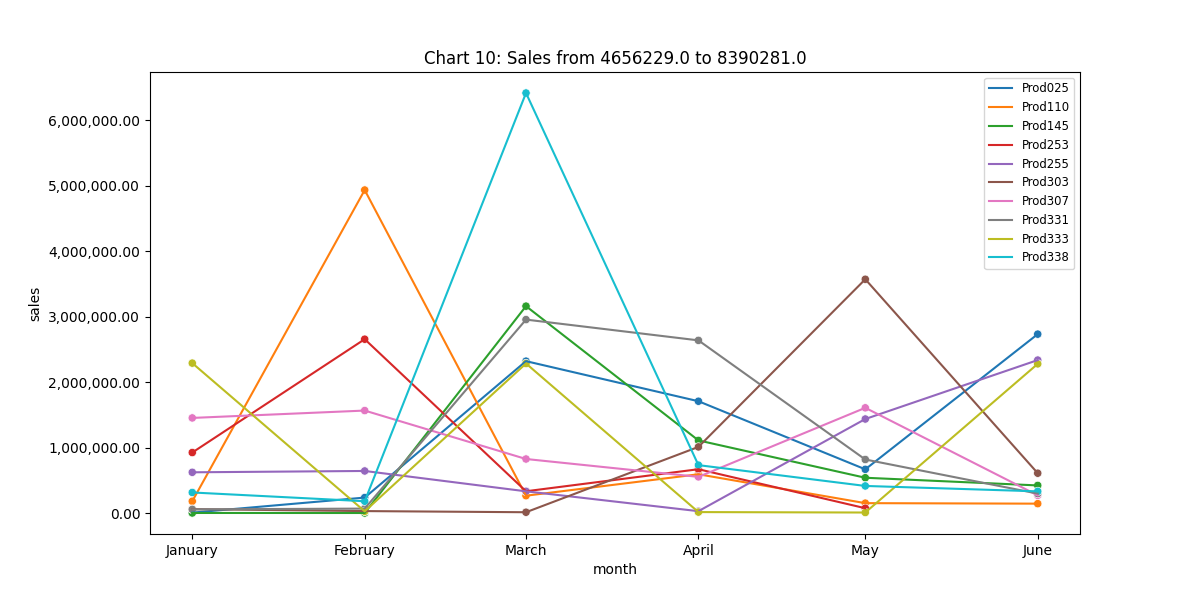 Chart 10: Sales from 4656229.0 to 8390281.0
sales
6,000,000.00
5,000,000.00
4,000,000.00
3,000,000.00
2,000,000.00
1,000,000.00
0.00
Prod025
Prod110
Prod145
Prod253
Prod255
Prod303
Prod307
Prod331
Prod333
Prod338
January February March April May June
month